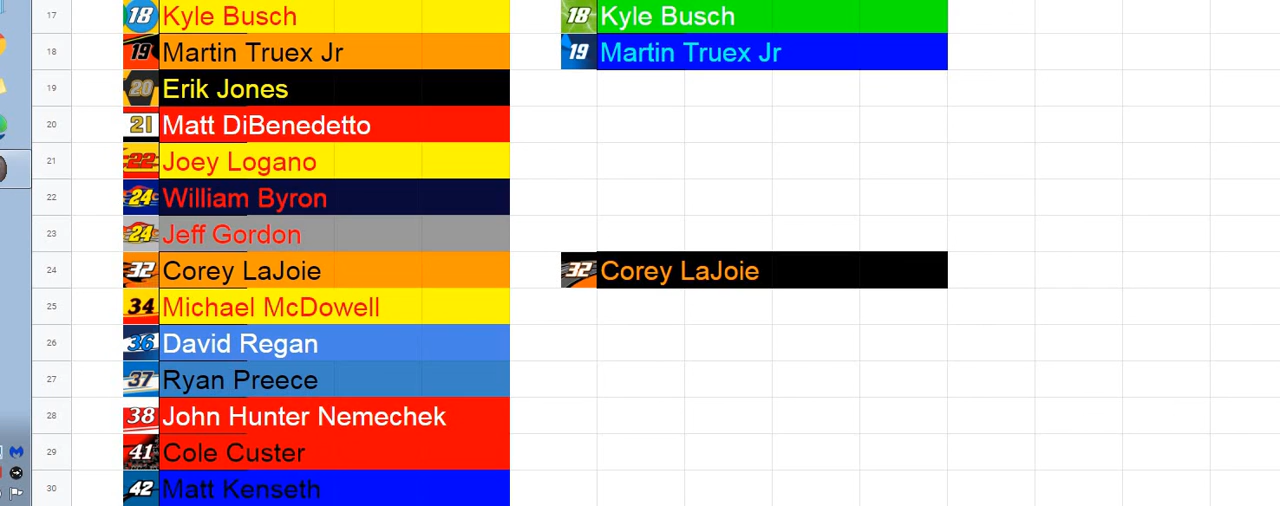 17 18 Kyle Busch 18 Kyle Busch
18 19 Martin Truex Jr 19 Martin Truex Jr
19 20 Erik Jones
20 21 Matt DiBenedetto
21 22 Joey Logano
22 24 William Byron
23 24 Jeff Gordon
24 32 Corey LaJoie 32 Corey LaJoie
25 34 Michael McDowell
26 36 David Regan
27 37 Ryan Preece
28 38 John Hunter Nemechek
29 41 Cole Custer
30 42 Matt Kenseth